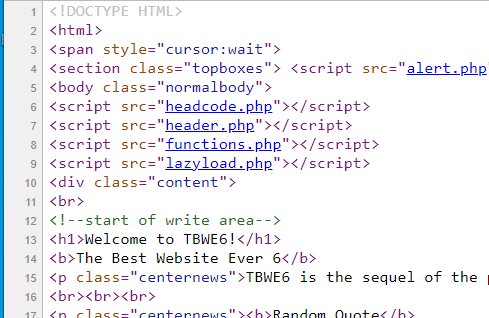 1 <!DOCTYPE HTML>
2 <html>
3 <span style="cursor:wait">
4 <section class="topboxes"> <script src="alert.php
5 <body class="normalbody">
6 <script src="headcode.php"></script>
7 <script src="header.php"></script>
8 <script src="functions.php"></script>
9 <script src="lazyload.php"></script>
10 <div class="content">
11 <br>
12 <!--start of write area-->
13 <h1>Welcome to TBWE6!</h1>
14 <b>The Best Website Ever 6</b>
15 <p class="centernews">TBWE6 is the sequel of the
16 <br><br><br>
17 <p class="centernews"><b>Random Quote</b>